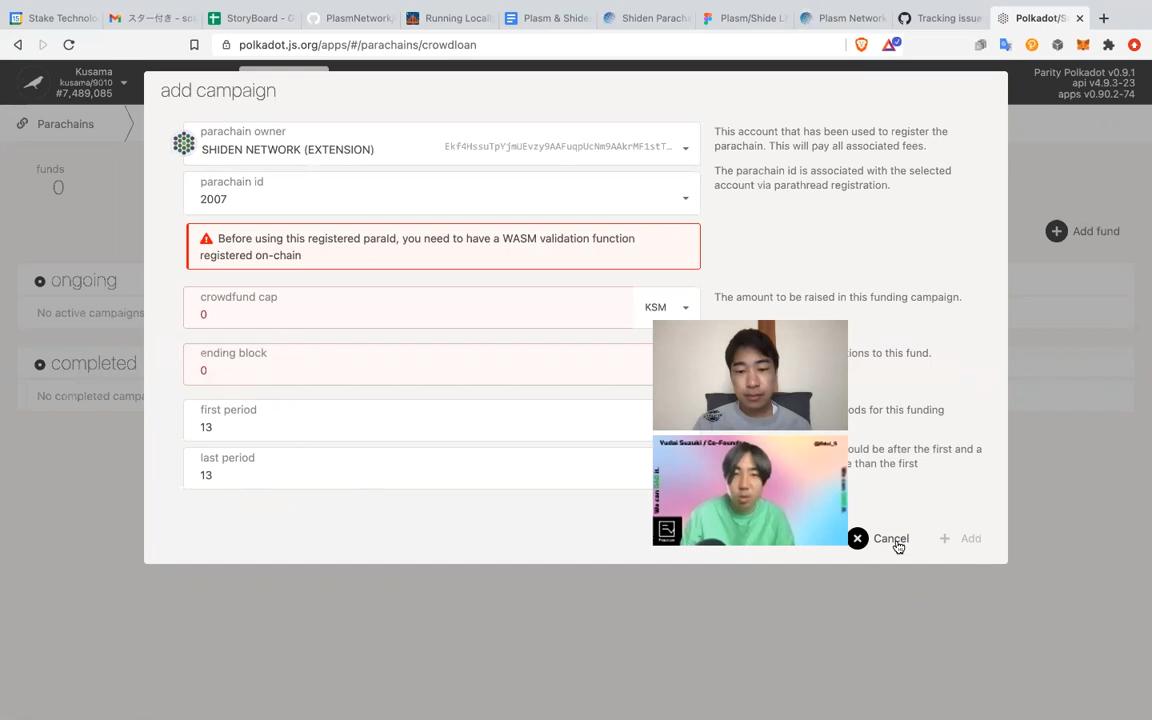 Stake Technolo
スター付き - sos
StoryBoard - G
PlasmNetwork/
Running Locall
Plasm & Shide
Shiden Parach
Plasm/Shide L
Plasm Network
Tracking issue
Polkadot/S
polkadot.js.org/apps/#/parachains/crowdloan
Kusama
kusama/9010
#7,489,085
Parity Polkadot v0.9.1
api v4.9.3-23
apps v0.90.2-74
Parachains
funds
0
Add fund
ongoing
No active campaigns
completed
No completed campa
add campaign
parachain owner
SHIDEN NETWORK (EXTENSION)
This account that has been used to register the
parachain. This will pay all associated fees.
parachain id
2007
The parachain id is associated with the selected
account via parathread registration.
Before using this registered paraId, you need to have a WASM validation function
registered on-chain
crowdfund cap
0
KSM
The amount to be raised in this funding campaign.
ending block
0
ions to this fund.
first period
13
ods for this funding
last period
13
ould be after the first and a
e than the first
Yudai Suzuki / Co-Found
Cancel
Add